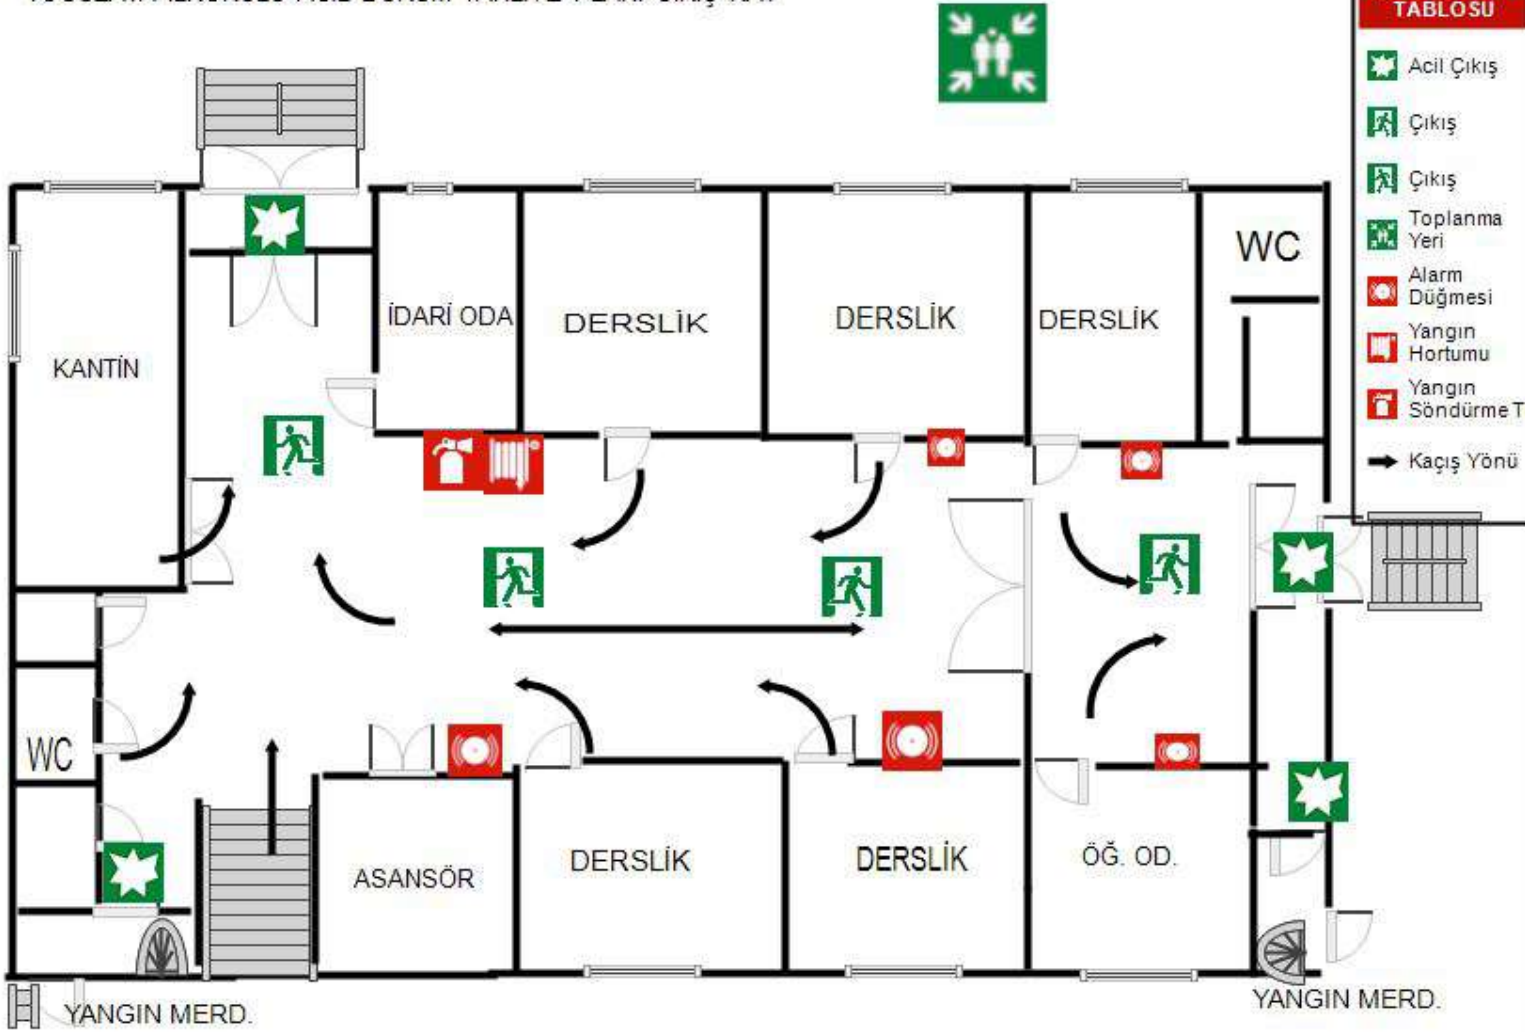 TABLOSU
Acil Çıkış
Çıkış
Çıkış
Toplanma
Yeri
Alarm
Düğmesi
Yangın
Hortumu
Yangın
Söndürme T
Kaçış Yönü
WC
İDARİ ODA
DERSLİK
DERSLİK
DERSLİK
KANTİN
WC
ASANSÖR
DERSLİK
DERSLİK
ÖĞ. OD.
YANGIN MERD.
YANGIN MERD.